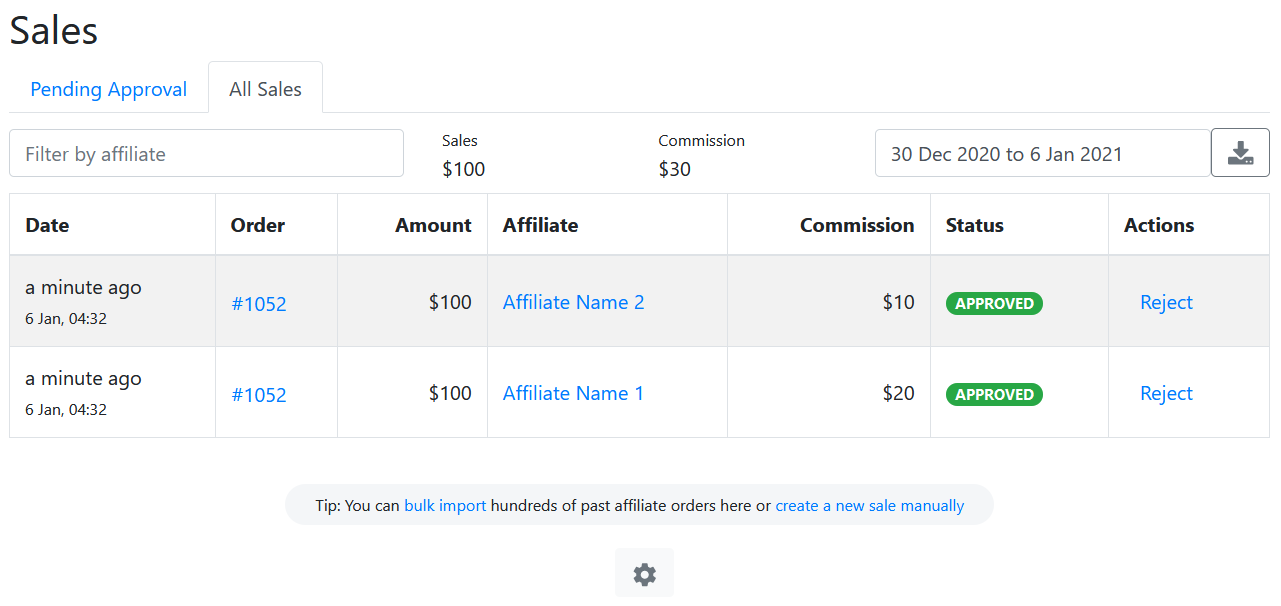 Sales
Pending Approval All Sales
Filter by affiliate Sales Commission 30 Dec 2020 to 6 Jan 2021
$100 $30
Date Order Amount Affiliate Commission Status Actions
a minute ago #1052 $100 Affiliate Name 2 $10 APPROVED Reject
6 Jan, 04:32
a minute ago #1052 $100 Affiliate Name 1 $20 APPROVED Reject
6 Jan, 04:32
Tip: You can bulk import hundreds of past affiliate orders here or create a new sale manually